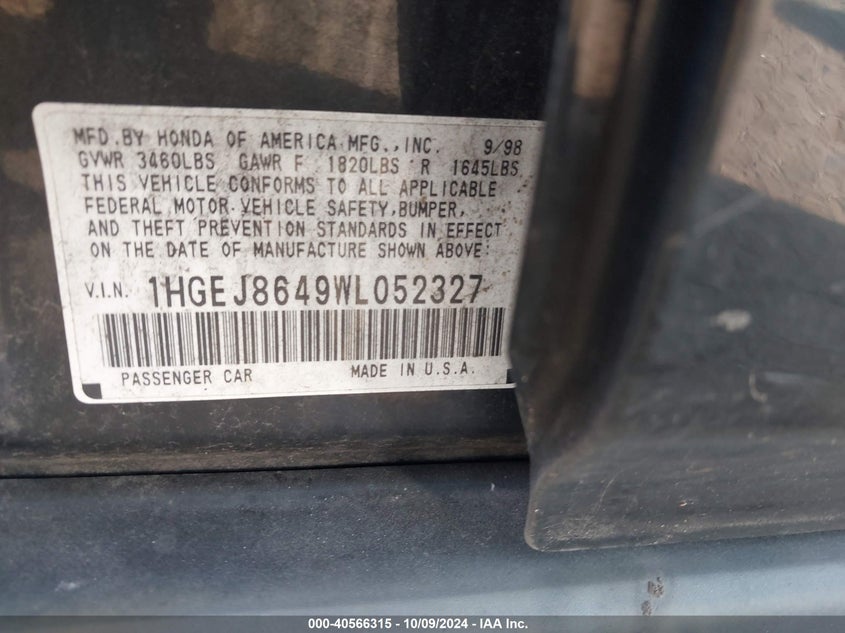 MFD.BY HONDA OF AMERICA MFG.,INC. 9/98
GVWR 3460LBS GAWR F 1820LBS R 1645LBS
THIS VEHICLE CONFORMS TO ALL APPLICABLE
FEDERAL MOTOR VEHICLE SAFETY,BUMPER,
AND THEFT PREVENTION STANDARDS IN EFFECT
ON THE DATE OF MANUFACTURE SHOWN ABOVE:
V.I.N. 1HGEJ8649WL052327
PASSENGER CAR MADE IN U.S.A.
000-40566315 | 10/09/2024 - IAA Inc.